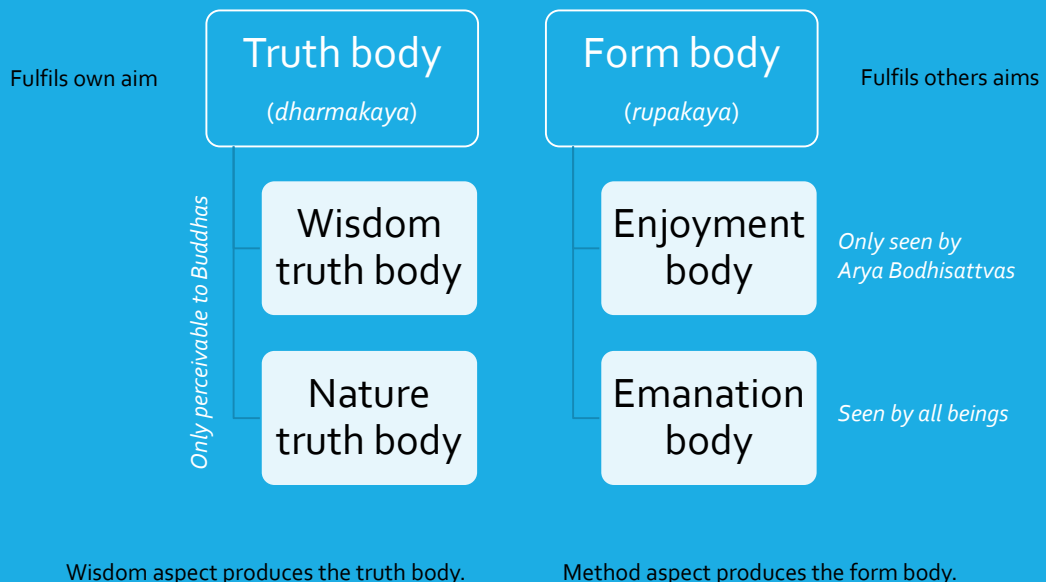 Fulfils own aim
Truth body
(dharmakaya)
Form body
(rupakaya)
Fulfils others aims
Only perceivable to Buddhas
Wisdom
truth body
Nature
truth body
Enjoyment
body
Only seen by
Arya Bodhisattvas
Emanation
body
Seen by all beings
Wisdom aspect produces the truth body.
Method aspect produces the form body.